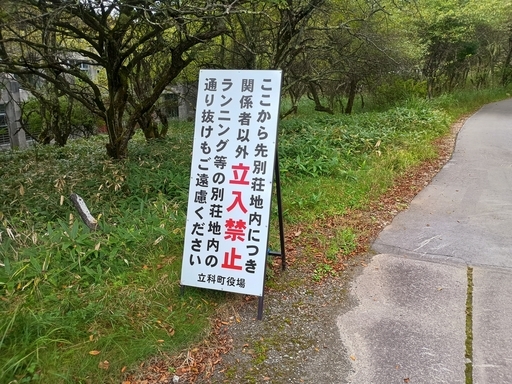 ここから先別荘地内につき
関係者以外立入禁止
ランニング等の別荘地内の
通り抜けもご遠慮ください
立科町役場